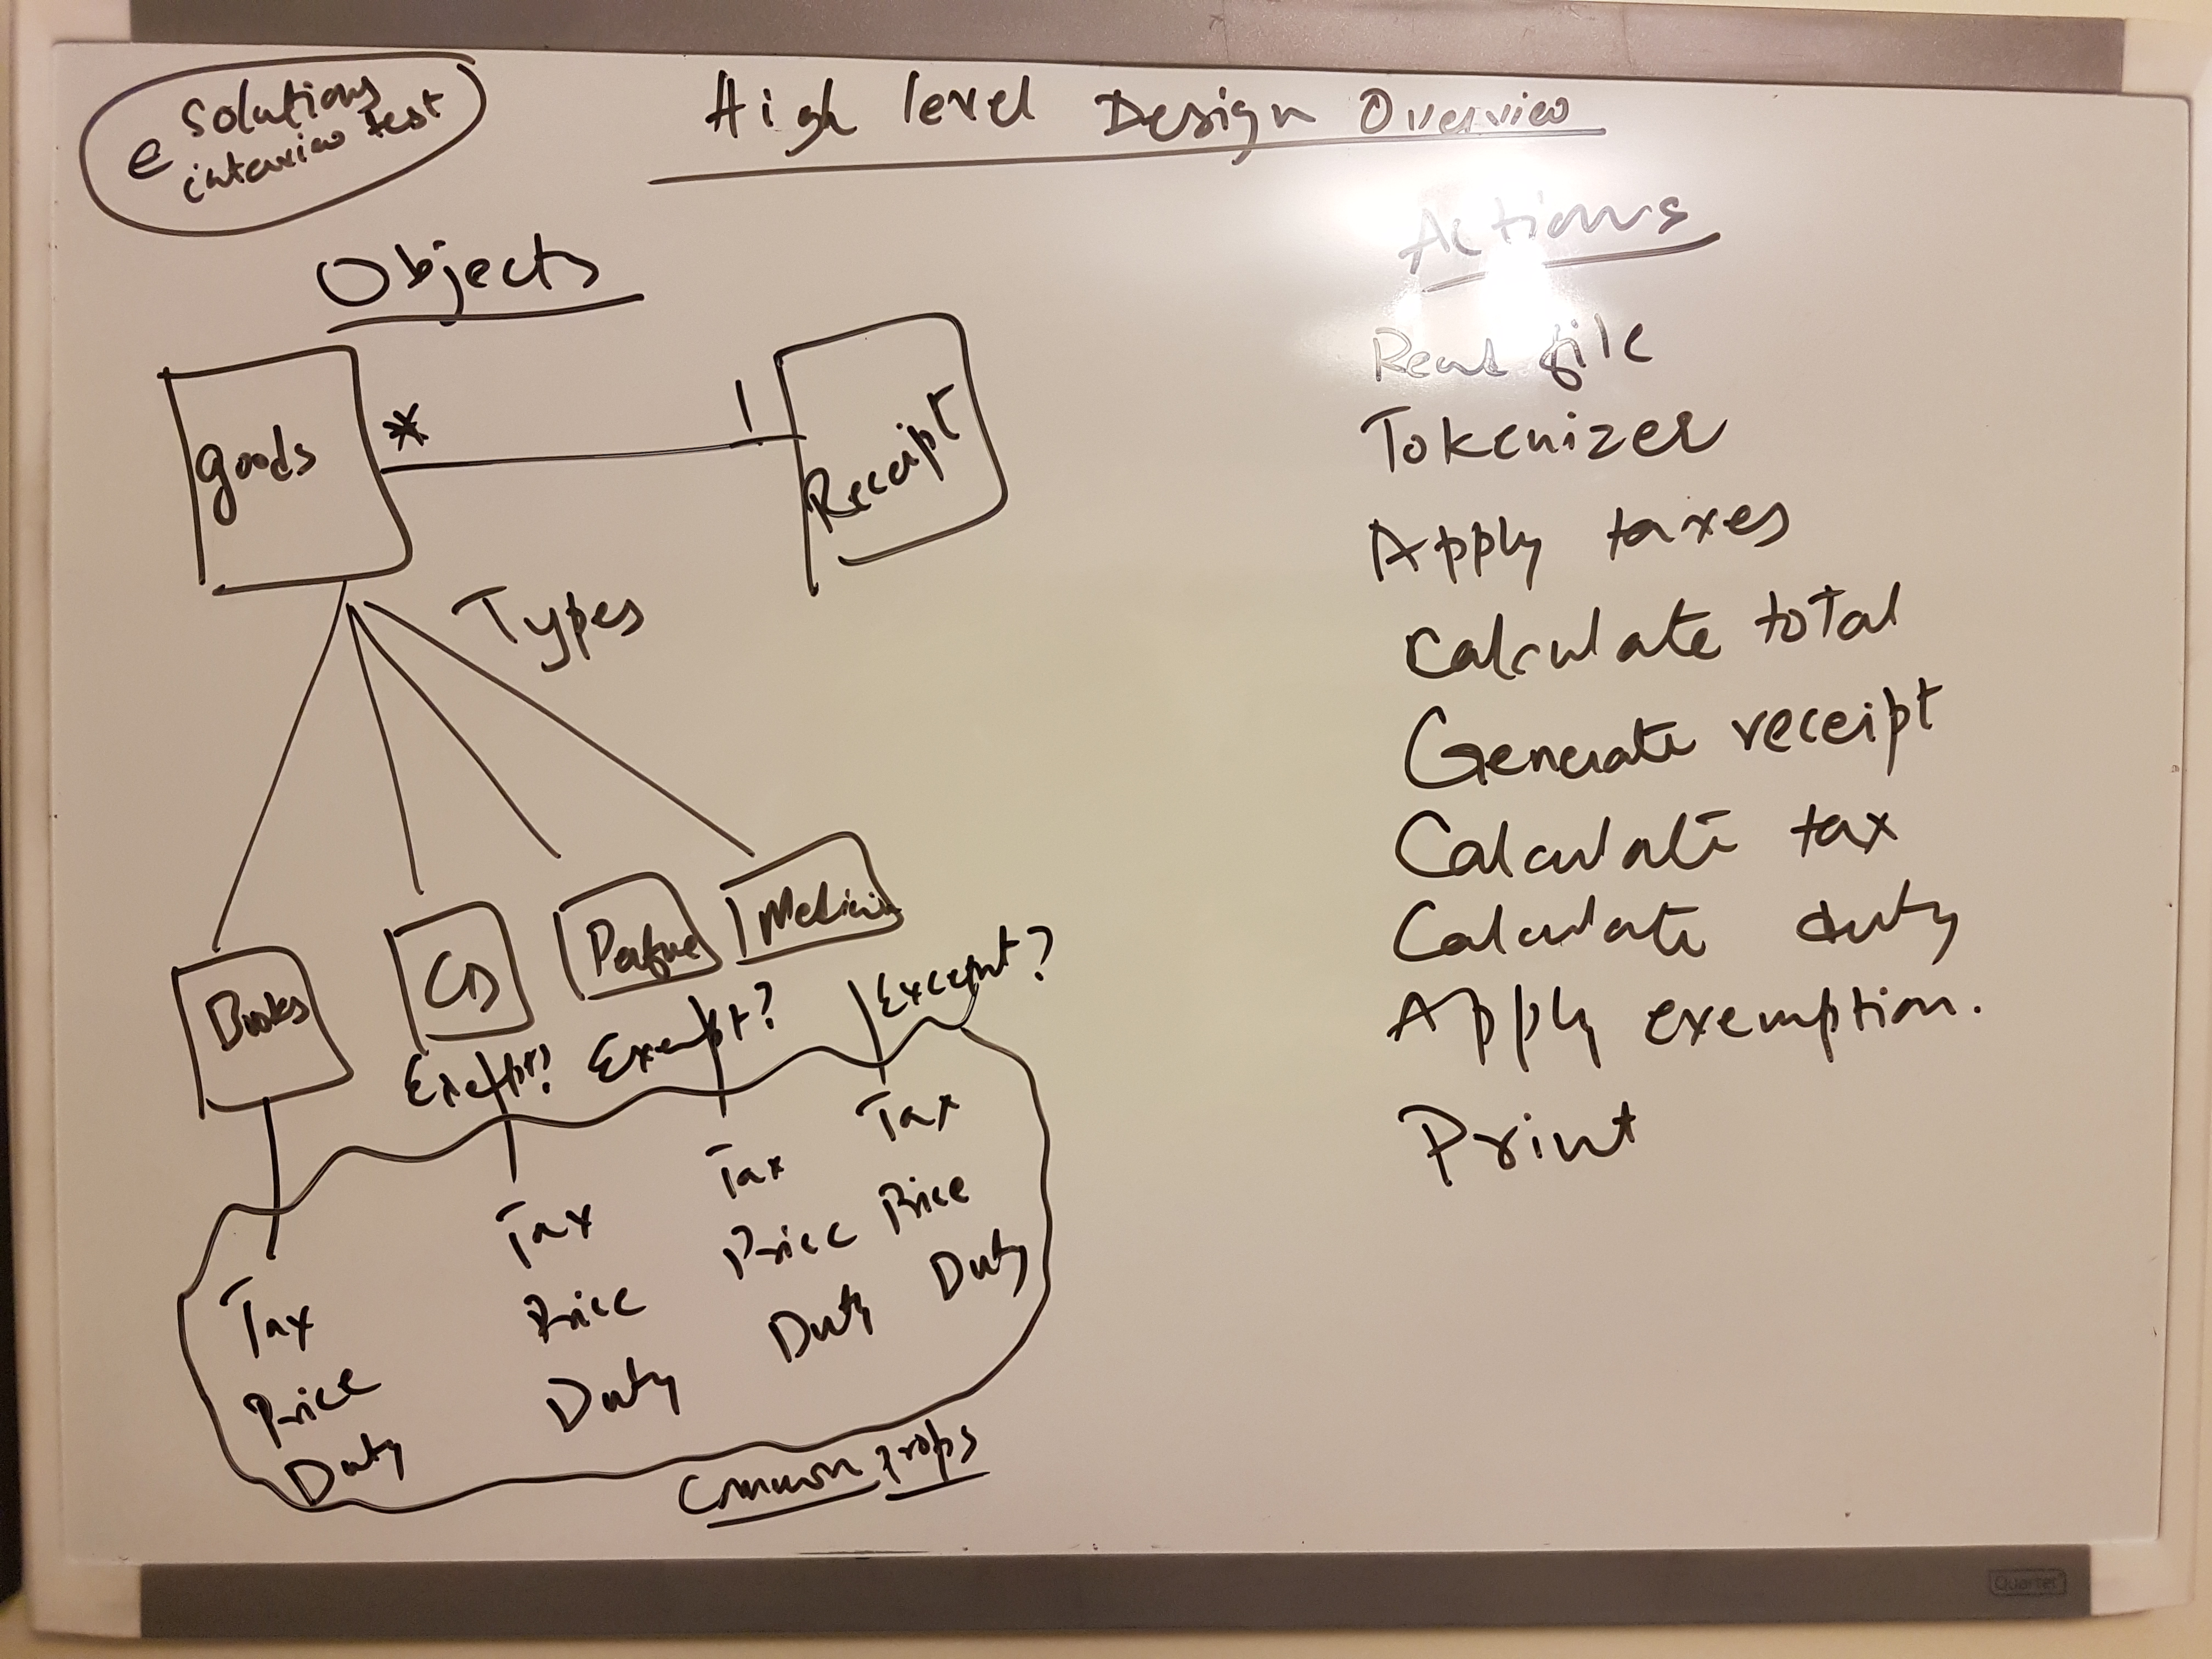 e solutions
interview test
High level Design Overview
Objects
goods
*
1
Receipt
Types
Books
CD
Perfume
Medicine
Exempt?
Exempt?
Tax
Price
Duty
Tax
Price
Duty
Tax
Price
Duty
Tax
Price
Duty
Common props
Actions
Read file
Tokenizer
Apply taxes
Calculate total
Generate receipt
Calculate tax
Calculate duty
Apply exemption.
Print
Quartet